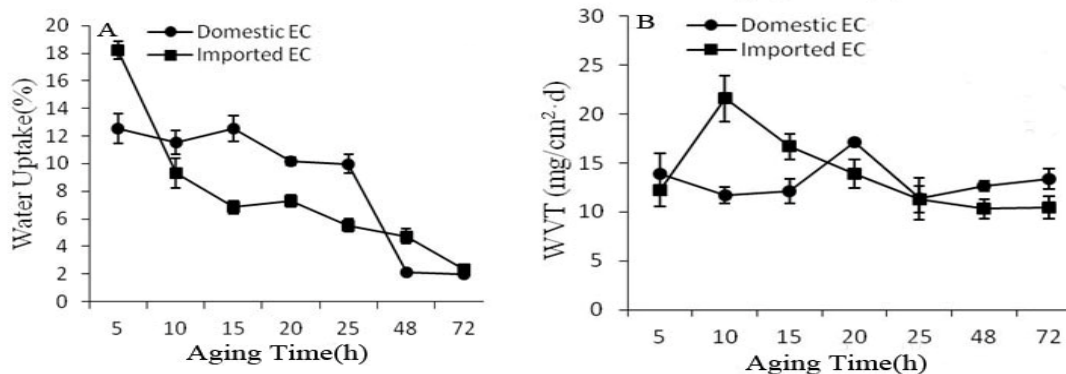 A
Domestic EC
Imported EC
Water Uptake(%)
20
18
16
14
12
10
8
6
4
2
0
5 10 15 20 25 48 72
Aging Time(h)
B
Domestic EC
Imported EC
WVT (mg/cm²·d)
30
25
20
15
10
5
0
5 10 15 20 25 48 72
Aging Time(h)